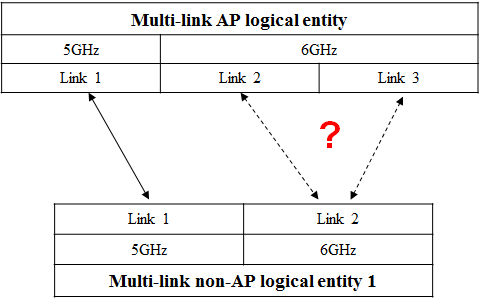 Multi-link AP logical entity
5GHz 6GHz
Link 1 Link 2 Link 3
?
Link 1 Link 2
5GHz 6GHz
Multi-link non-AP logical entity 1